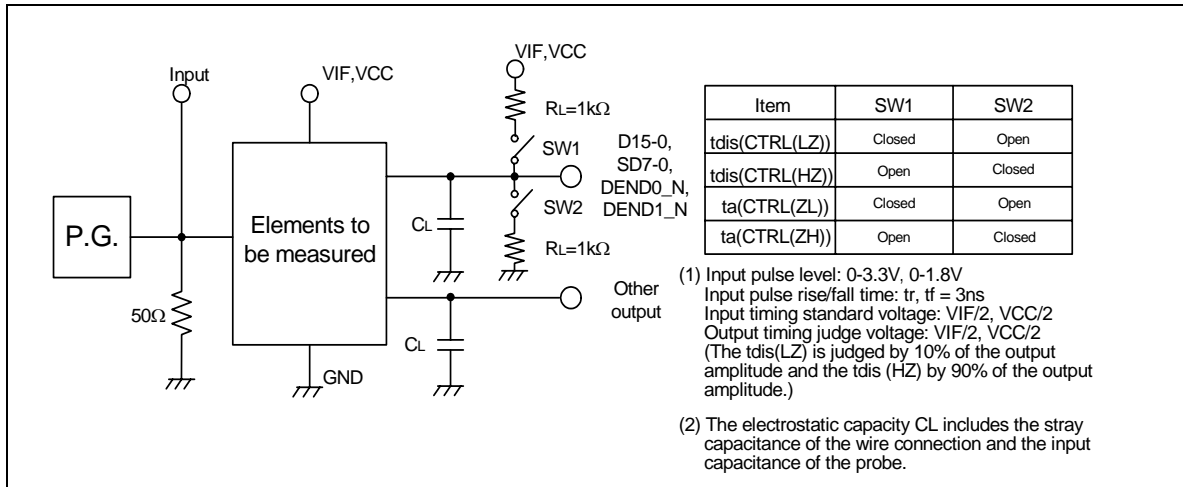 Input
VIF,VCC
VIF,VCC
RL=1kΩ
SW1
D15-0,
SD7-0,
DEND0_N,
DEND1_N
SW2
RL=1kΩ
P.G.
Elements to
be measured
CL
50Ω
CL
Other
output
GND
Item SW1 SW2
tdis(CTRL(LZ)) Closed Open
tdis(CTRL(HZ)) Open Closed
ta(CTRL(ZL)) Closed Open
ta(CTRL(ZH)) Open Closed
(1) Input pulse level: 0-3.3V, 0-1.8V
Input pulse rise/fall time: tr, tf = 3ns
Input timing standard voltage: VIF/2, VCC/2
Output timing judge voltage: VIF/2, VCC/2
(The tdis(LZ) is judged by 10% of the output
amplitude and the tdis (HZ) by 90% of the output
amplitude.)
(2) The electrostatic capacity CL includes the stray
capacitance of the wire connection and the input
capacitance of the probe.